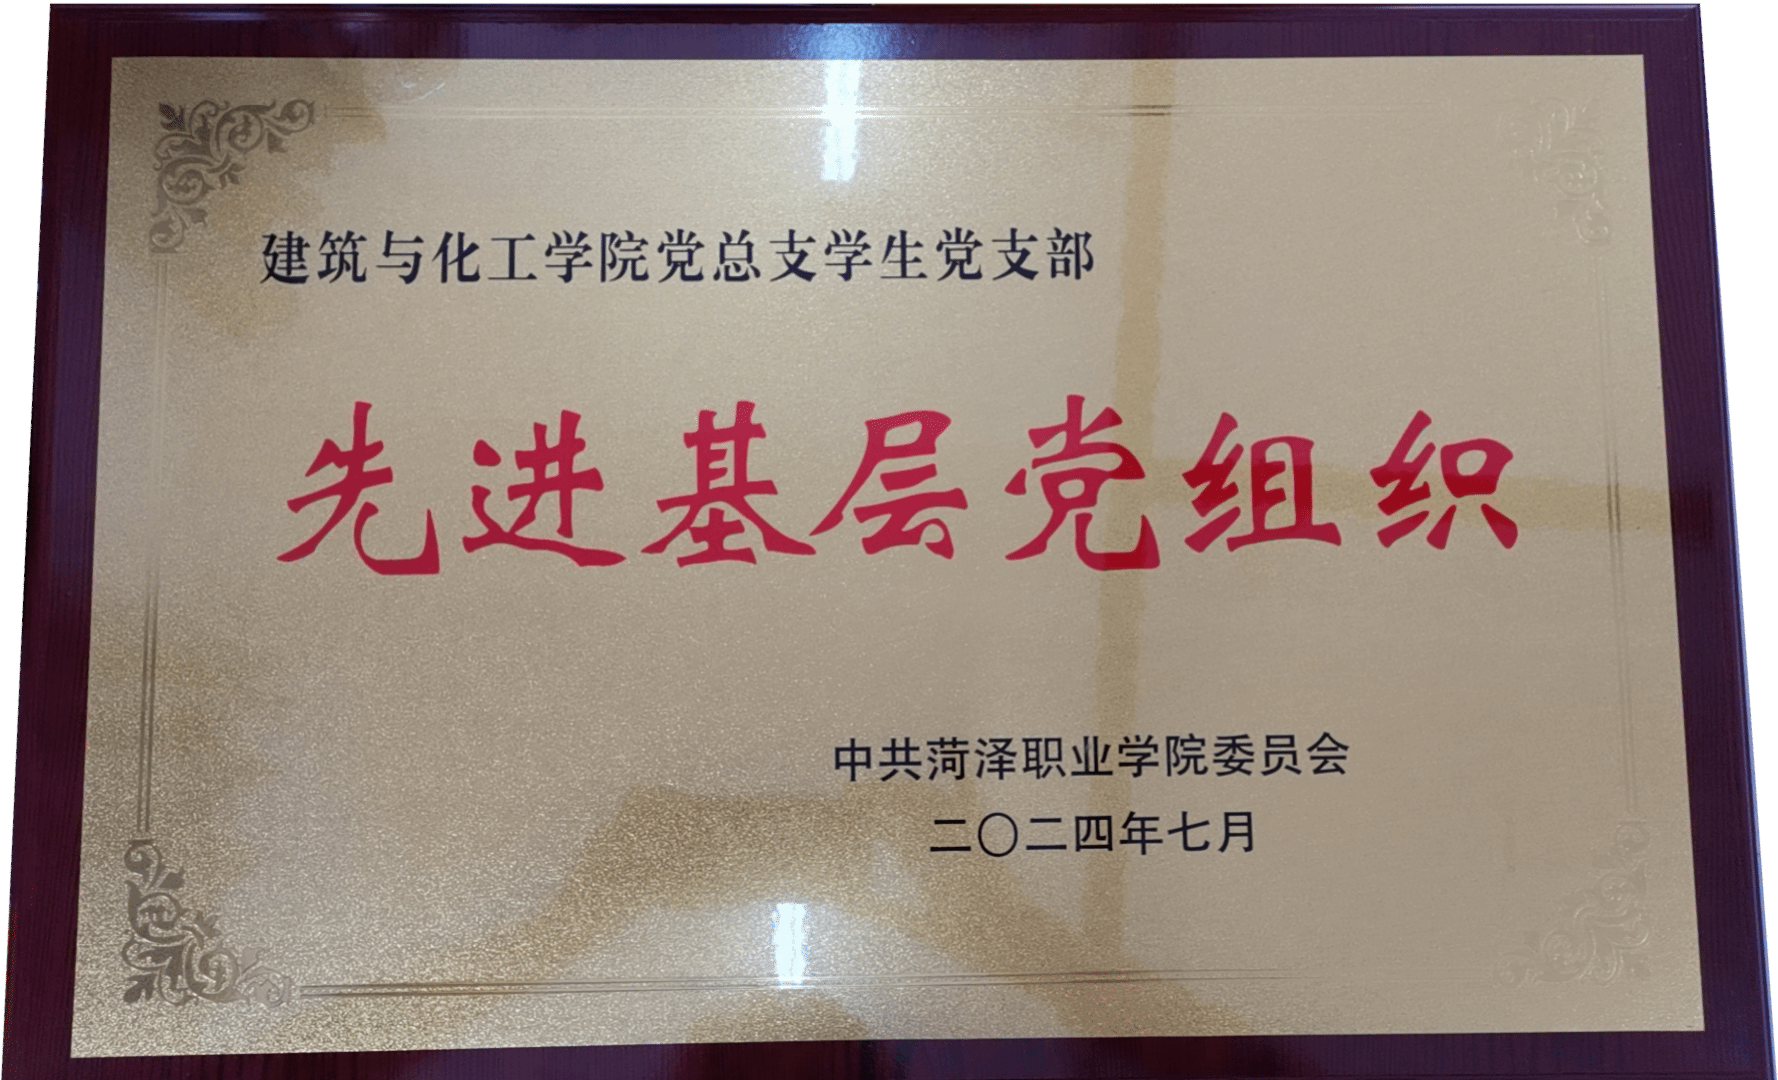 建筑与化工学院党总支学生党支部
先进基层党组织
中共菏泽职业学院委员会
二〇二四年七月